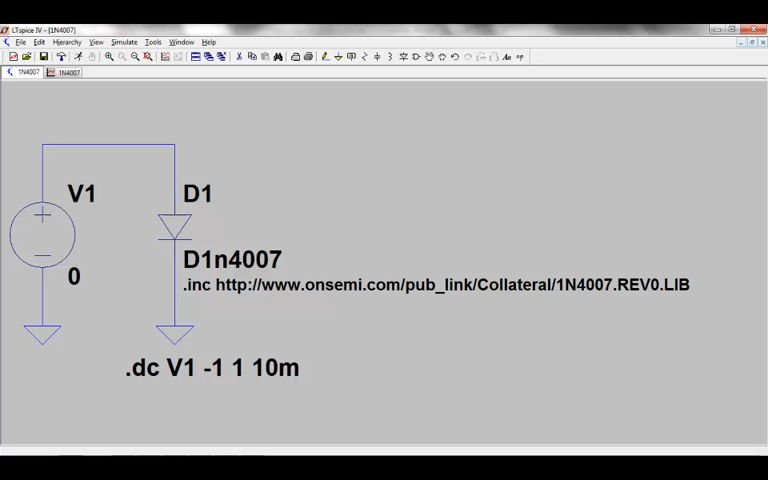 LTspice IV - [1N4007]
File Edit Hierarchy View Simulate Tools Window Help
1N4007 1N4007
V1
D1
D1n4007
0
.inc http://www.onsemi.com/pub_link/Collateral/1N4007.REV0.LIB
.dc V1 -1 1 10m